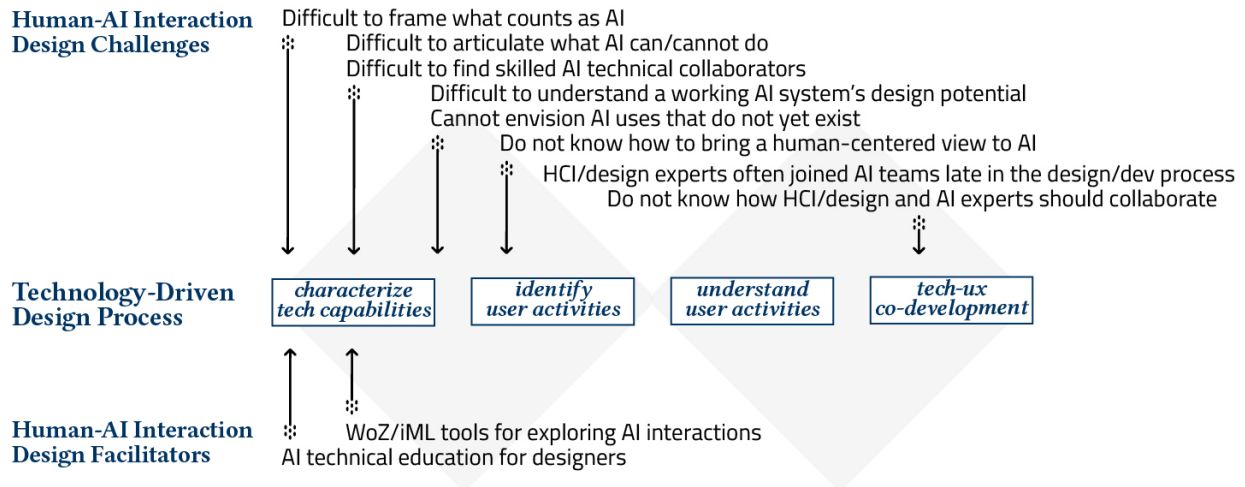 Human-AI Interaction
Design Challenges
Difficult to frame what counts as AI
Difficult to articulate what AI can/cannot do
Difficult to find skilled AI technical collaborators
Difficult to understand a working AI system's design potential
Cannot envision AI uses that do not yet exist
Do not know how to bring a human-centered view to AI
HCI/design experts often joined AI teams late in the design/dev process
Do not know how HCI/design and AI experts should collaborate
Technology-Driven
Design Process
characterize
tech capabilities
identify
user activities
understand
user activities
tech-ux
co-development
Human-AI Interaction
Design Facilitators
WoZ/iML tools for exploring AI interactions
AI technical education for designers